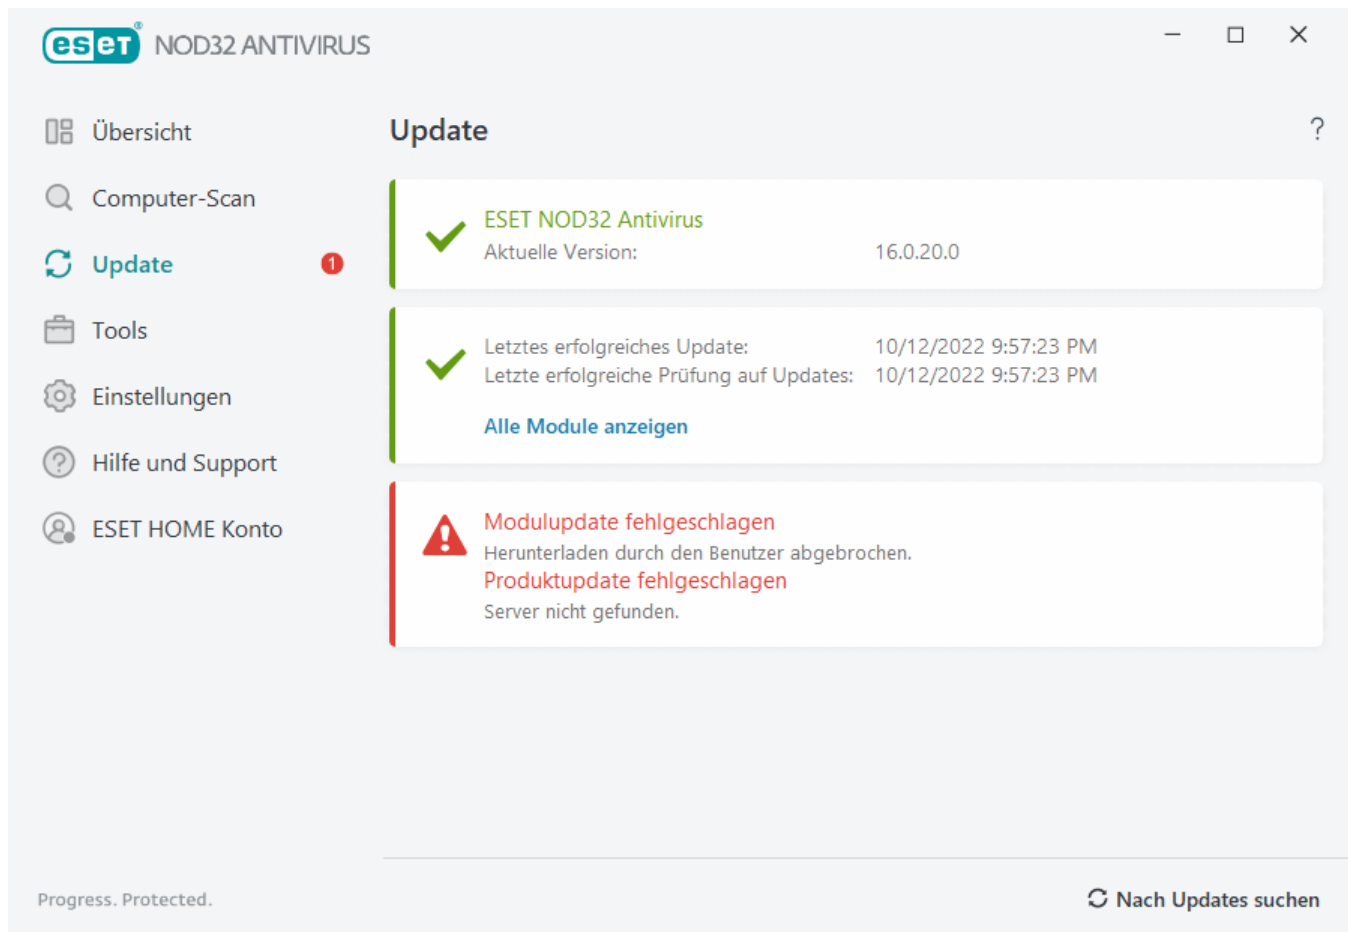 eset® NOD32 ANTIVIRUS
Übersicht
Computer-Scan
Update 1
Tools
Einstellungen
Hilfe und Support
ESET HOME Konto
Update ?
ESET NOD32 Antivirus
Aktuelle Version: 16.0.20.0
Letztes erfolgreiches Update: 10/12/2022 9:57:23 PM
Letzte erfolgreiche Prüfung auf Updates: 10/12/2022 9:57:23 PM
Alle Module anzeigen
Modulupdate fehlgeschlagen
Herunterladen durch den Benutzer abgebrochen.
Produktupdate fehlgeschlagen
Server nicht gefunden.
Progress. Protected.
Nach Updates suchen